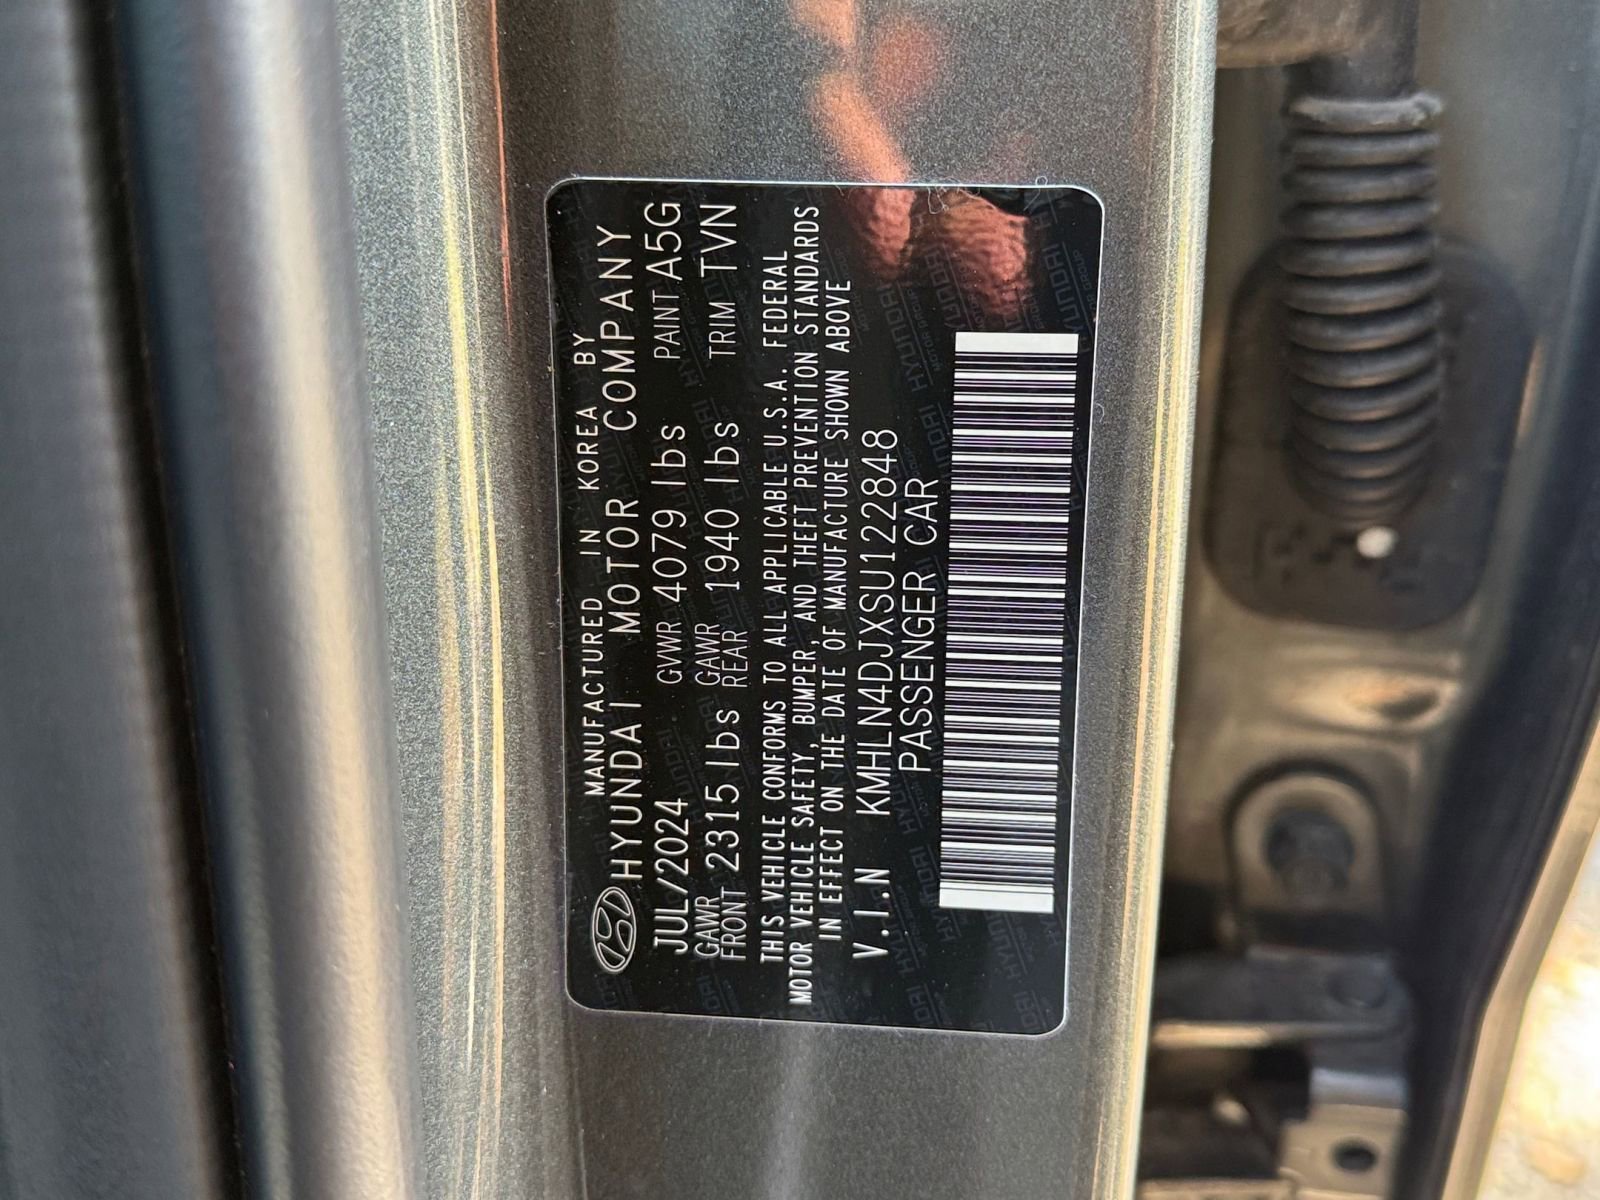 MANUFACTURED IN KOREA BY
HYUNDAI MOTOR COMPANY
JUL/2024 GVWR 4079 lbs PAINT A5G
GAWR FRONT 2315 lbs GAWR REAR 1940 lbs TRIM TVN
THIS VEHICLE CONFORMS TO ALL APPLICABLE U.S.A. FEDERAL
MOTOR VEHICLE SAFETY, BUMPER, AND THEFT PREVENTION STANDARDS
IN EFFECT ON THE DATE OF MANUFACTURE SHOWN ABOVE
V.I.N KMHLN4DJXSU122848
PASSENGER CAR